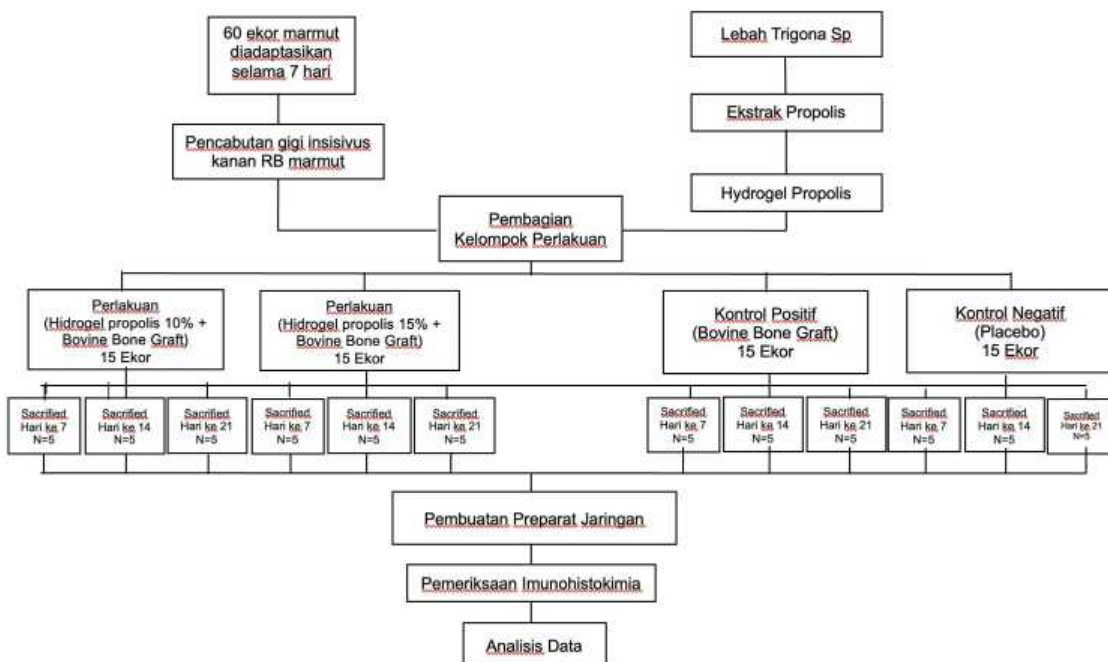 60 ekor marmut
diadaptasikan
selama 7 hari
Lebah Trigona Sp
Ekstrak Propolis
Pencabutan gigi insisivus
kanan RB marmut
Hydrogel Propolis
Pembagian
Kelompok Perlakuan
Perlakuan
(Hidrogel propolis 10% +
Bovine Bone Graft)
15 Ekor
Perlakuan
(Hidrogel propolis 15% +
Bovine Bone Graft)
15 Ekor
Kontrol Positif
(Bovine Bone Graft)
15 Ekor
Kontrol Negatif
(Placebo)
15 Ekor
Sacrified
Hari ke 7
N=5
Sacrified
Hari ke 14
N=5
Sacrified
Hari ke 21
N=5
Sacrified
Hari ke 7
N=5
Sacrified
Hari ke 14
N=5
Sacrified
Hari ke 21
N=5
Sacrified
Hari ke 7
N=5
Sacrified
Hari ke 14
N=5
Sacrified
Hari ke 21
N=5
Sacrified
Hari ke 7
N=5
Sacrified
Hari ke 14
N=5
Sacrified
Hari ke 21
N=5
Pembuatan Preparat Jaringan
Pemeriksaan Imunohistokimia
Analisis Data